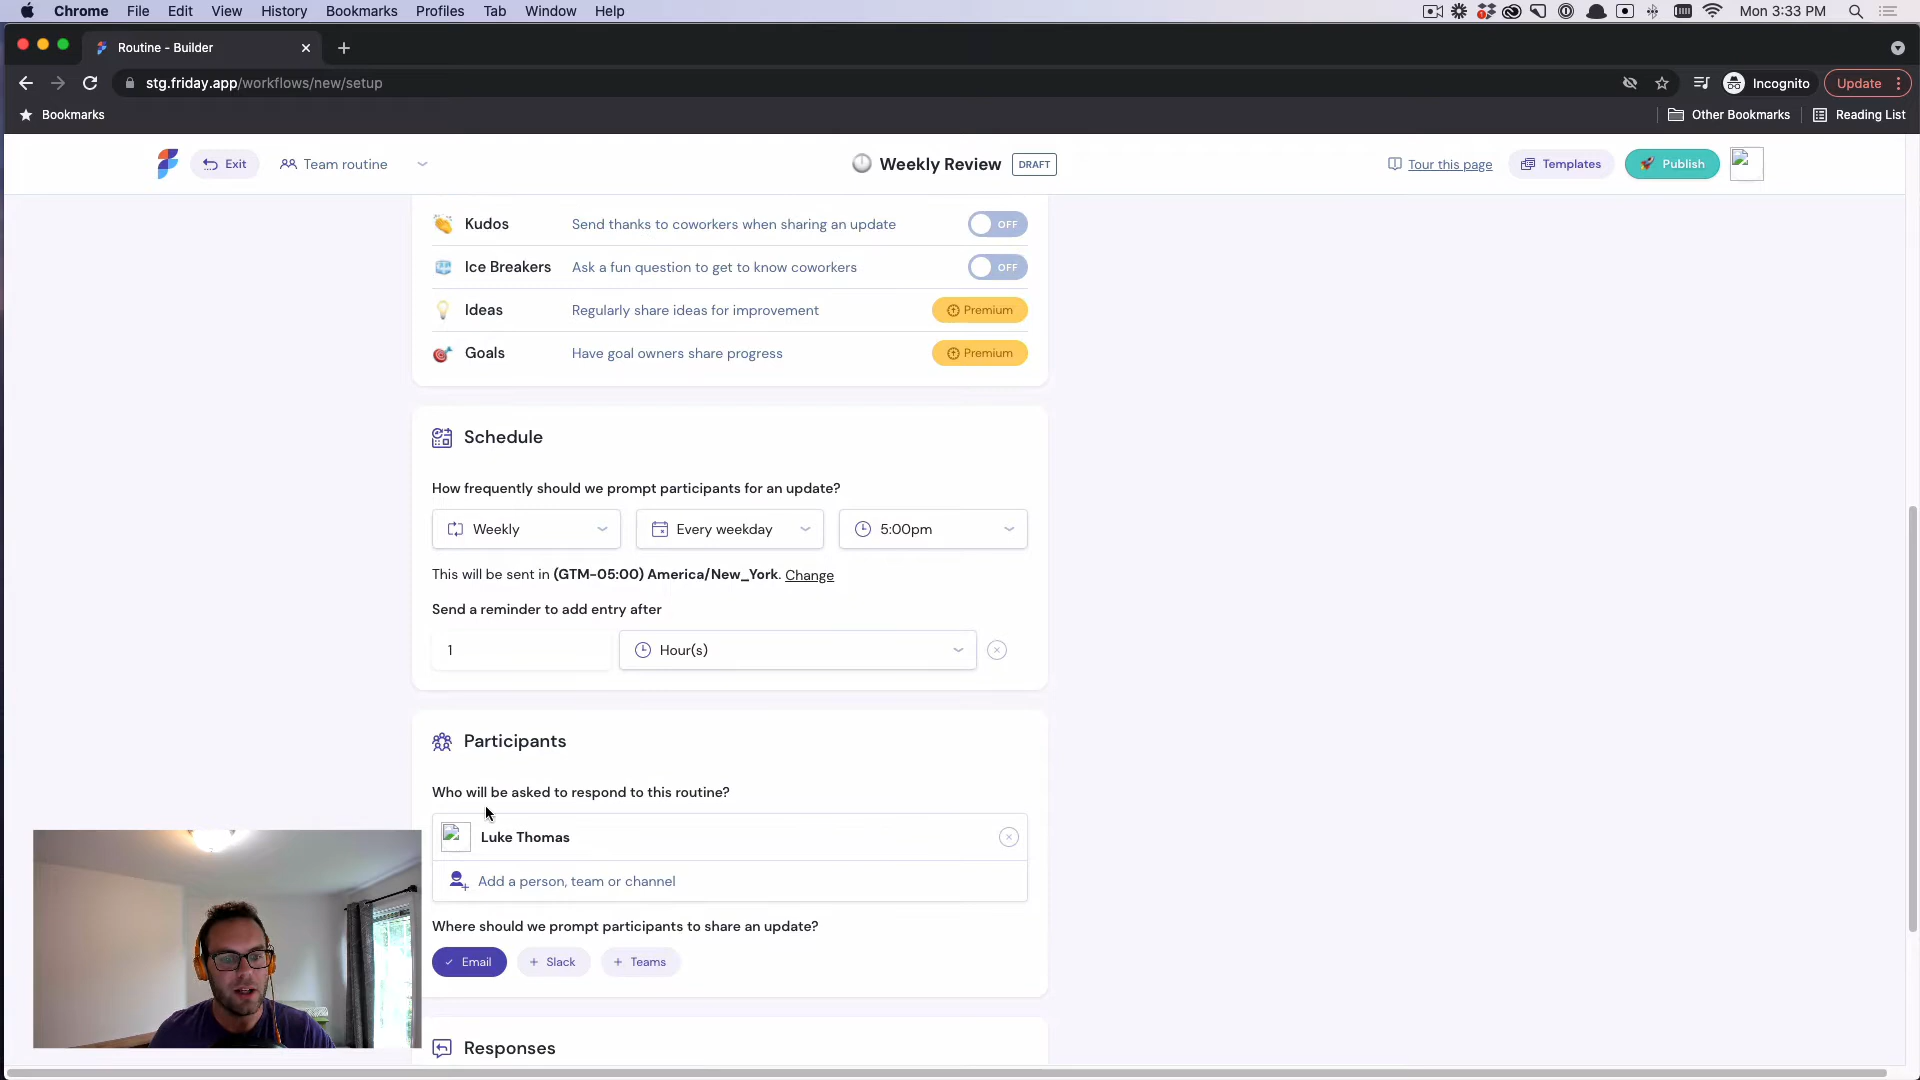 Chrome File Edit View History Bookmarks Profiles Tab Window Help Mon 3:33 PM
Routine - Builder
stg.friday.app/workflows/new/setup Incognito Update
Bookmarks Other Bookmarks Reading List
Exit Team routine Weekly Review DRAFT Tour this page Templates Publish
Kudos Send thanks to coworkers when sharing an update OFF
Ice Breakers Ask a fun question to get to know coworkers OFF
Ideas Regularly share ideas for improvement Premium
Goals Have goal owners share progress Premium
Schedule
How frequently should we prompt participants for an update?
Weekly Every weekday 5:00pm
This will be sent in (GTM-05:00) America/New_York. Change
Send a reminder to add entry after
1 Hour(s)
Participants
Who will be asked to respond to this routine?
Luke Thomas
Add a person, team or channel
Where should we prompt participants to share an update?
Email Slack Teams
Responses